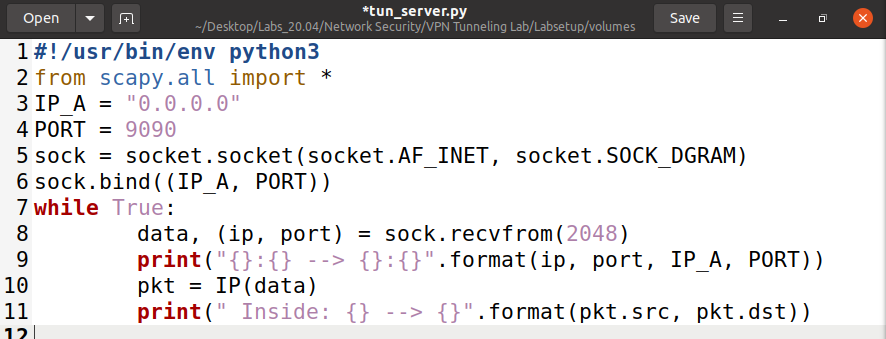 Open
*tun_server.py
~/Desktop/Labs_20.04/Network Security/VPN Tunneling Lab/Labsetup/volumes
Save
1 #!/usr/bin/env python3
2 from scapy.all import *
3 IP_A = "0.0.0.0"
4 PORT = 9090
5 sock = socket.socket(socket.AF_INET, socket.SOCK_DGRAM)
6 sock.bind((IP_A, PORT))
7 while True:
8         data, (ip, port) = sock.recvfrom(2048)
9         print("{}:{} --> {}:{}".format(ip, port, IP_A, PORT))
10         pkt = IP(data)
11         print(" Inside: {} --> {}".format(pkt.src, pkt.dst))
12